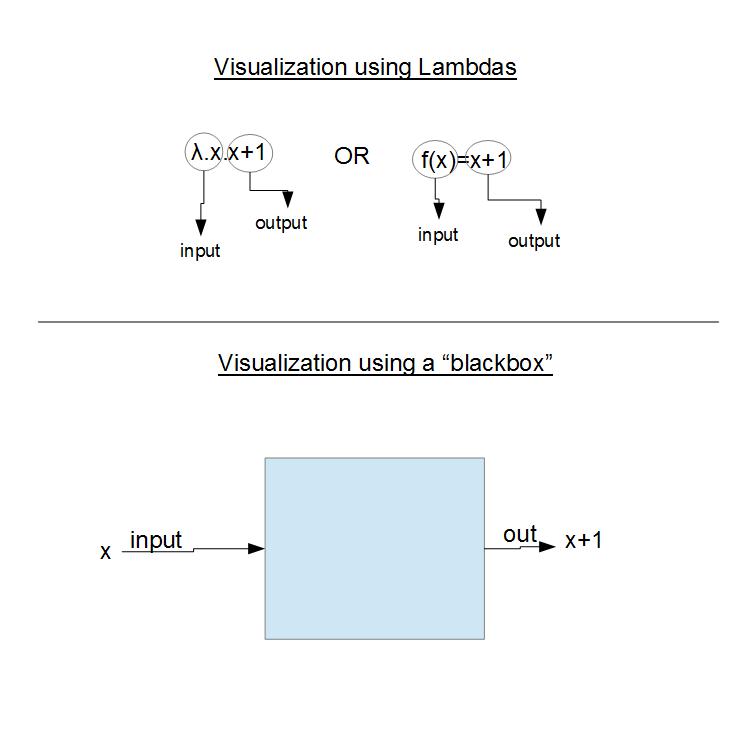 Visualization using Lambdas
λ.x.x+1 OR f(x)=x+1
input output input output
Visualization using a “blackbox”
x input out x+1